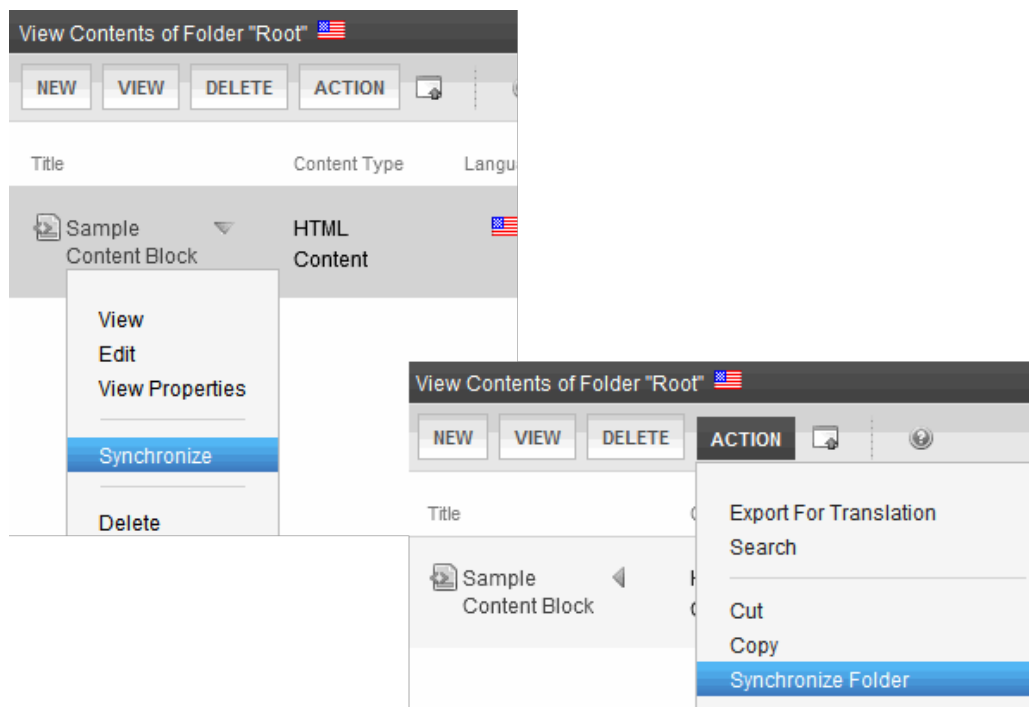 View Contents of Folder "Root"
NEW VIEW DELETE ACTION
Title Content Type Langu
Sample HTML
Content Block Content
View
Edit
View Properties
Synchronize
Delete
View Contents of Folder "Root"
NEW VIEW DELETE ACTION
Title
Export For Translation
Search
Sample
Content Block
Cut
Copy
Synchronize Folder